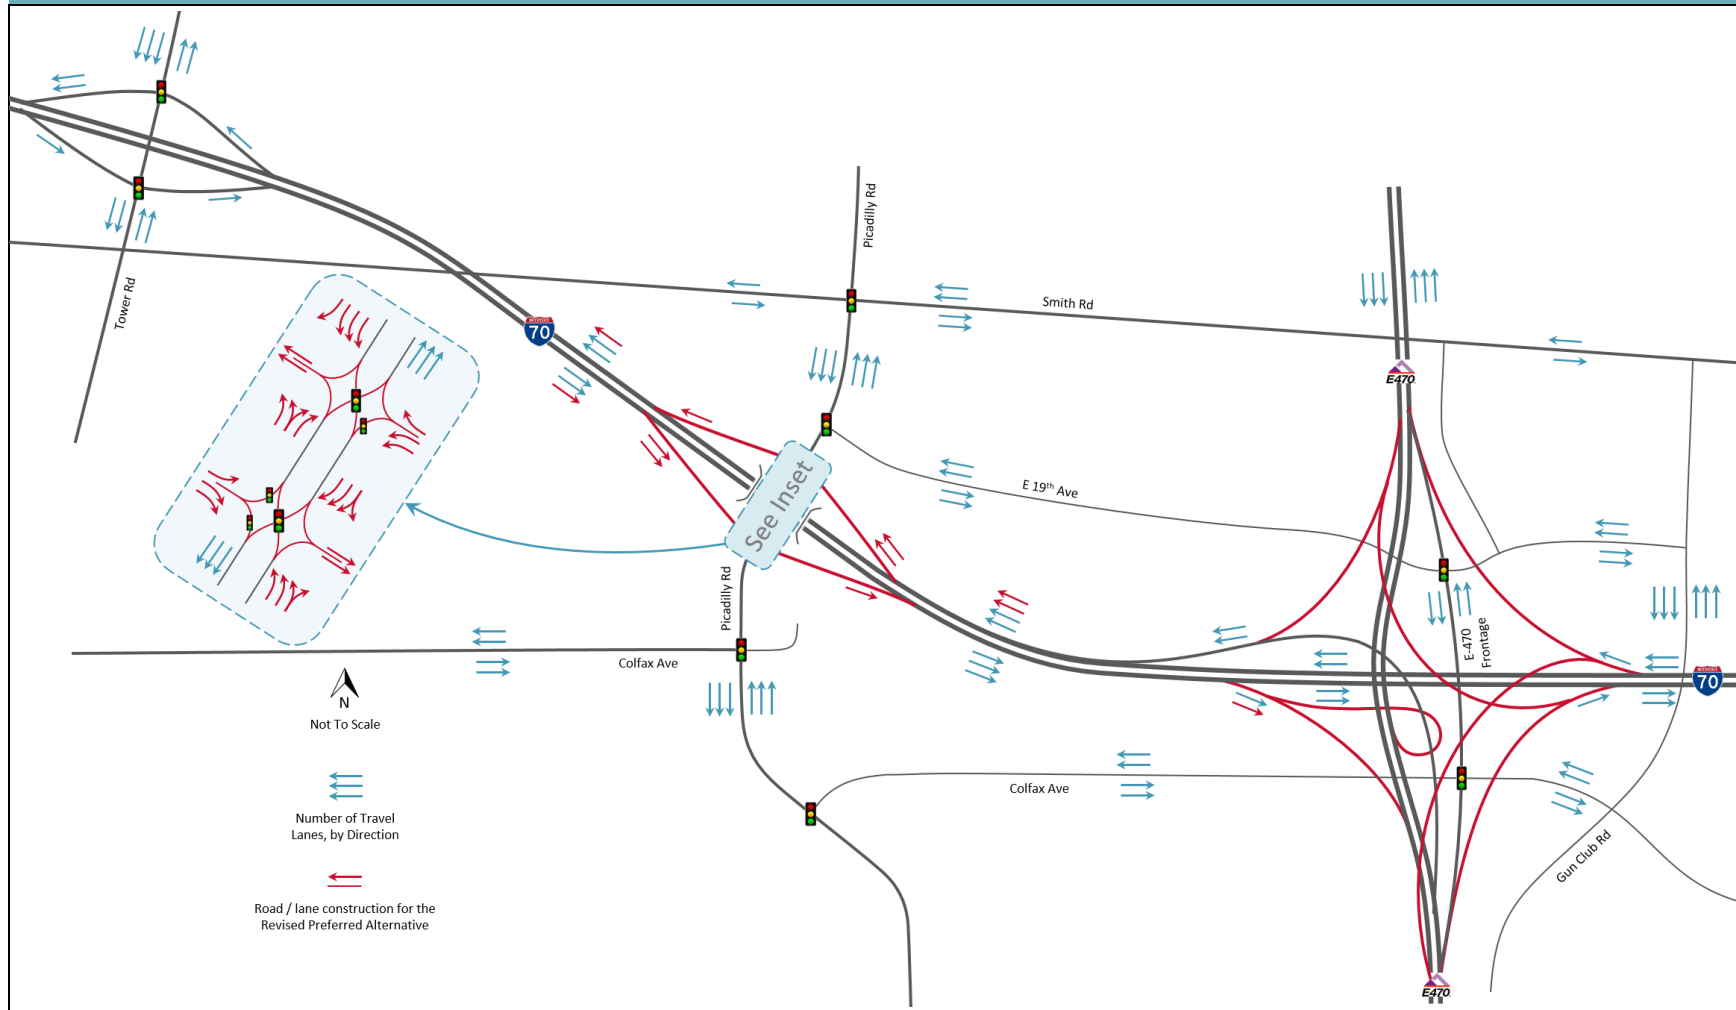 Picadilly Rd
Tower Rd
Smith Rd
INTERSTATE
70
E470
E 19th Ave
See Inset
Picadilly Rd
E-470
Frontage
Colfax Ave
INTERSTATE
70
N
Not To Scale
Colfax Ave
Number of Travel
Lanes, by Direction
Gun Club Rd
Road / lane construction for the
Revised Preferred Alternative
E470